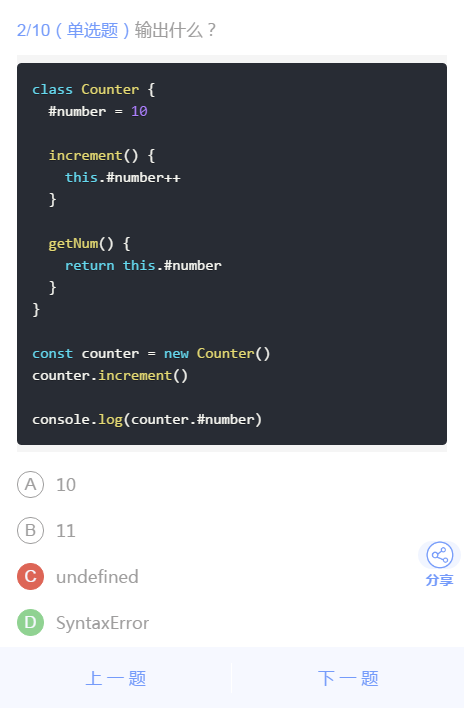 2/10（单选题）输出什么？
class Counter {
  #number = 10

  increment() {
    this.#number++
  }

  getNum() {
    return this.#number
  }
}

const counter = new Counter()
counter.increment()

console.log(counter.#number)
A 10
B 11
C undefined
D SyntaxError
分享
上一题 下一题